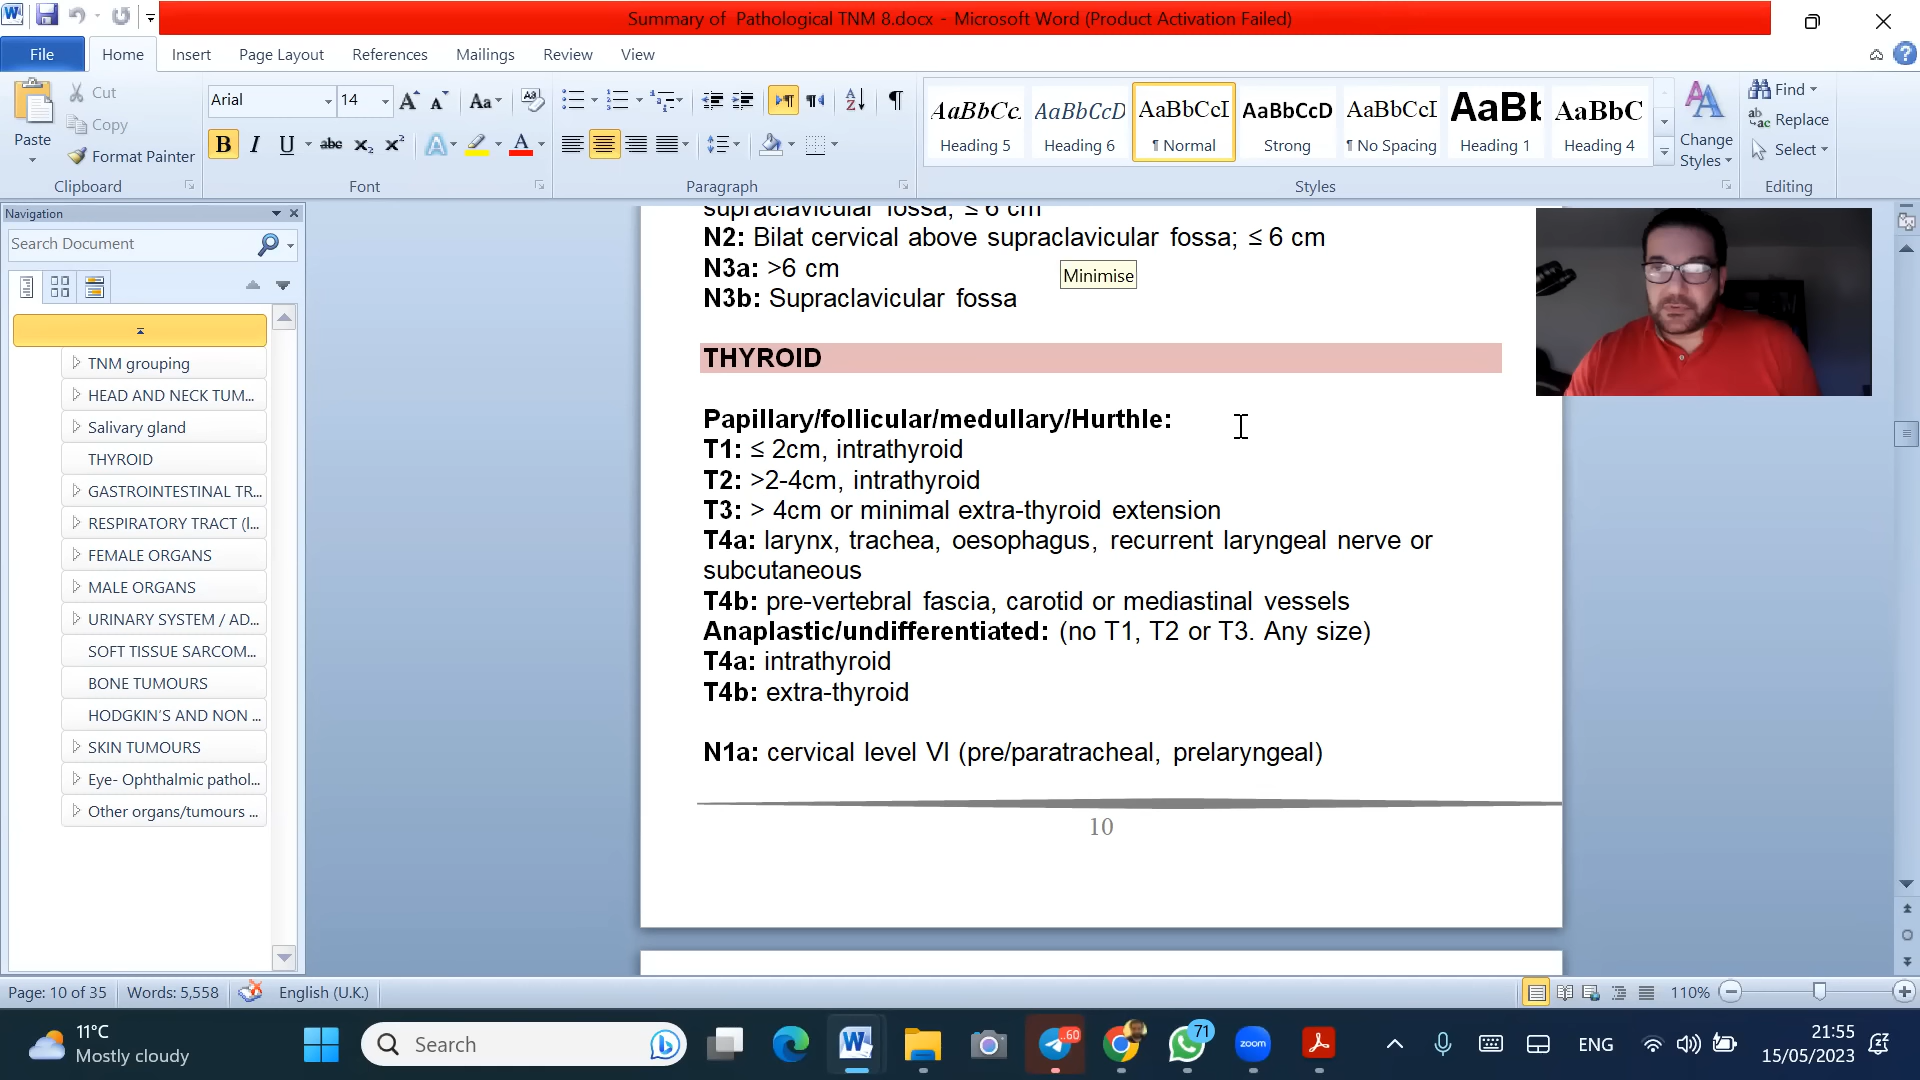 Summary of Pathological TNM 8.docx - Microsoft Word (Product Activation Failed)
File Home Insert Page Layout References Mailings Review View
Paste
Cut
Copy
Format Painter
Clipboard
Arial 14
Font
Paragraph
AaBbCc. AaBbCcD AaBbCcI AaBbCcD AaBbCcI AaBb AaBbC
Heading 5 Heading 6 ¶ Normal Strong ¶ No Spacing Heading 1 Heading 4
Styles
Change
Styles
Find
Replace
Select
Editing
Navigation
Search Document
TNM grouping
HEAD AND NECK TUM...
Salivary gland
THYROID
GASTROINTESTINAL TR...
RESPIRATORY TRACT (l...
FEMALE ORGANS
MALE ORGANS
URINARY SYSTEM / AD...
SOFT TISSUE SARCOM...
BONE TUMOURS
HODGKIN'S AND NON ...
SKIN TUMOURS
Eye- Ophthalmic pathol...
Other organs/tumours ...
supraclavicular fossa; ≤ 6 cm
N2: Bilat cervical above supraclavicular fossa; ≤ 6 cm
N3a: >6 cm
N3b: Supraclavicular fossa
Minimise
THYROID
Papillary/follicular/medullary/Hurthle:
T1: ≤ 2cm, intrathyroid
T2: >2-4cm, intrathyroid
T3: > 4cm or minimal extra-thyroid extension
T4a: larynx, trachea, oesophagus, recurrent laryngeal nerve or
subcutaneous
T4b: pre-vertebral fascia, carotid or mediastinal vessels
Anaplastic/undifferentiated: (no T1, T2 or T3. Any size)
T4a: intrathyroid
T4b: extra-thyroid
N1a: cervical level VI (pre/paratracheal, prelaryngeal)
10
Page: 10 of 35 Words: 5,558 English (U.K.) 110%
11°C
Mostly cloudy
Search
..60
71
zoom
ENG
21:55
15/05/2023